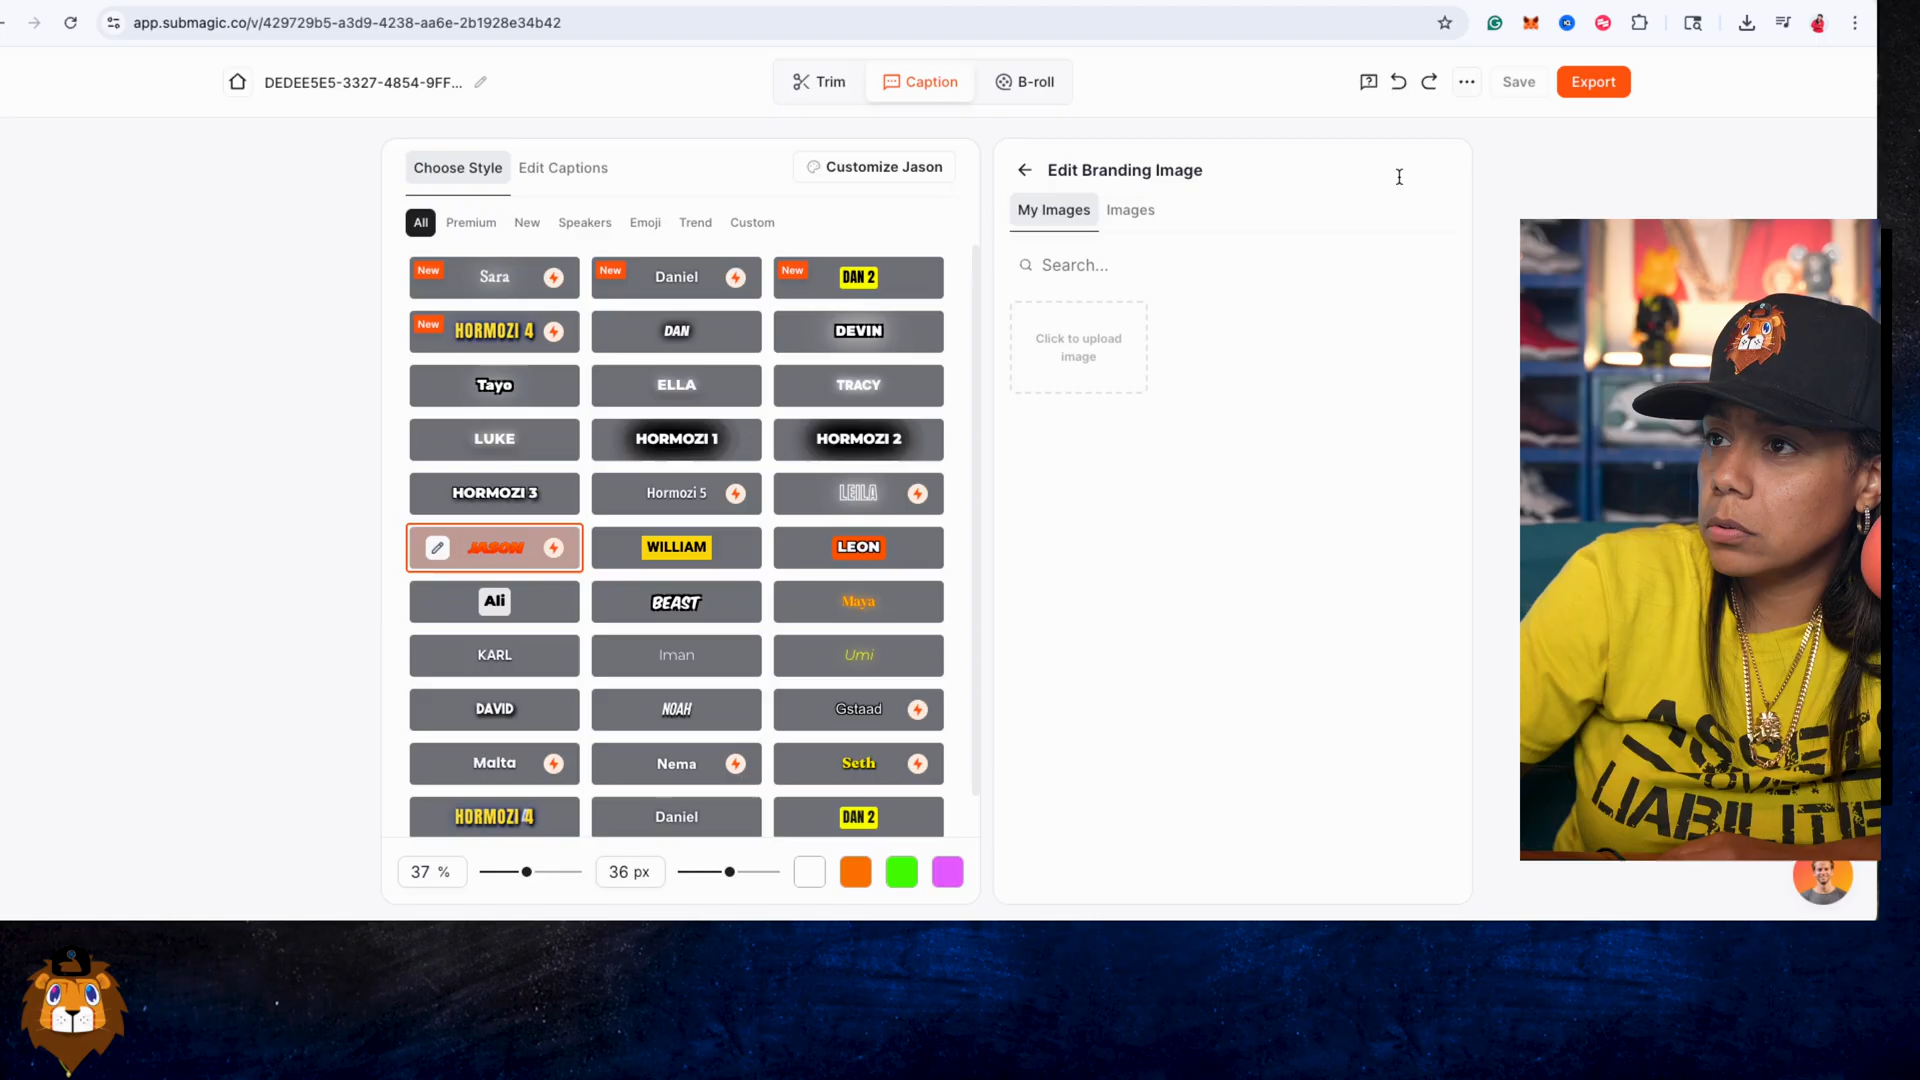 app.submagic.co/v/429729b5-a3d9-4238-aa6e-2b1928e34b42
DEDEE5E5-3327-4854-9FF...
Trim
Caption
B-roll
Save
Export
Choose Style
Edit Captions
Customize Jason
All
Premium
New
Speakers
Emoji
Trend
Custom
New
Sara
New
Daniel
New
DAN 2
New
HORMOZI 4
DAN
DEVIN
Tayo
ELLA
TRACY
LUKE
HORMOZI 1
HORMOZI 2
HORMOZI 3
Hormozi 5
LEILA
JASON
WILLIAM
LEON
Ali
BEAST
Maya
KARL
Iman
Umi
DAVID
NOAH
Gstaad
Malta
Nema
Seth
HORMOZI 4
Daniel
DAN 2
37 %
36 px
Edit Branding Image
My Images
Images
Search...
Click to upload
image
LIABILITIE